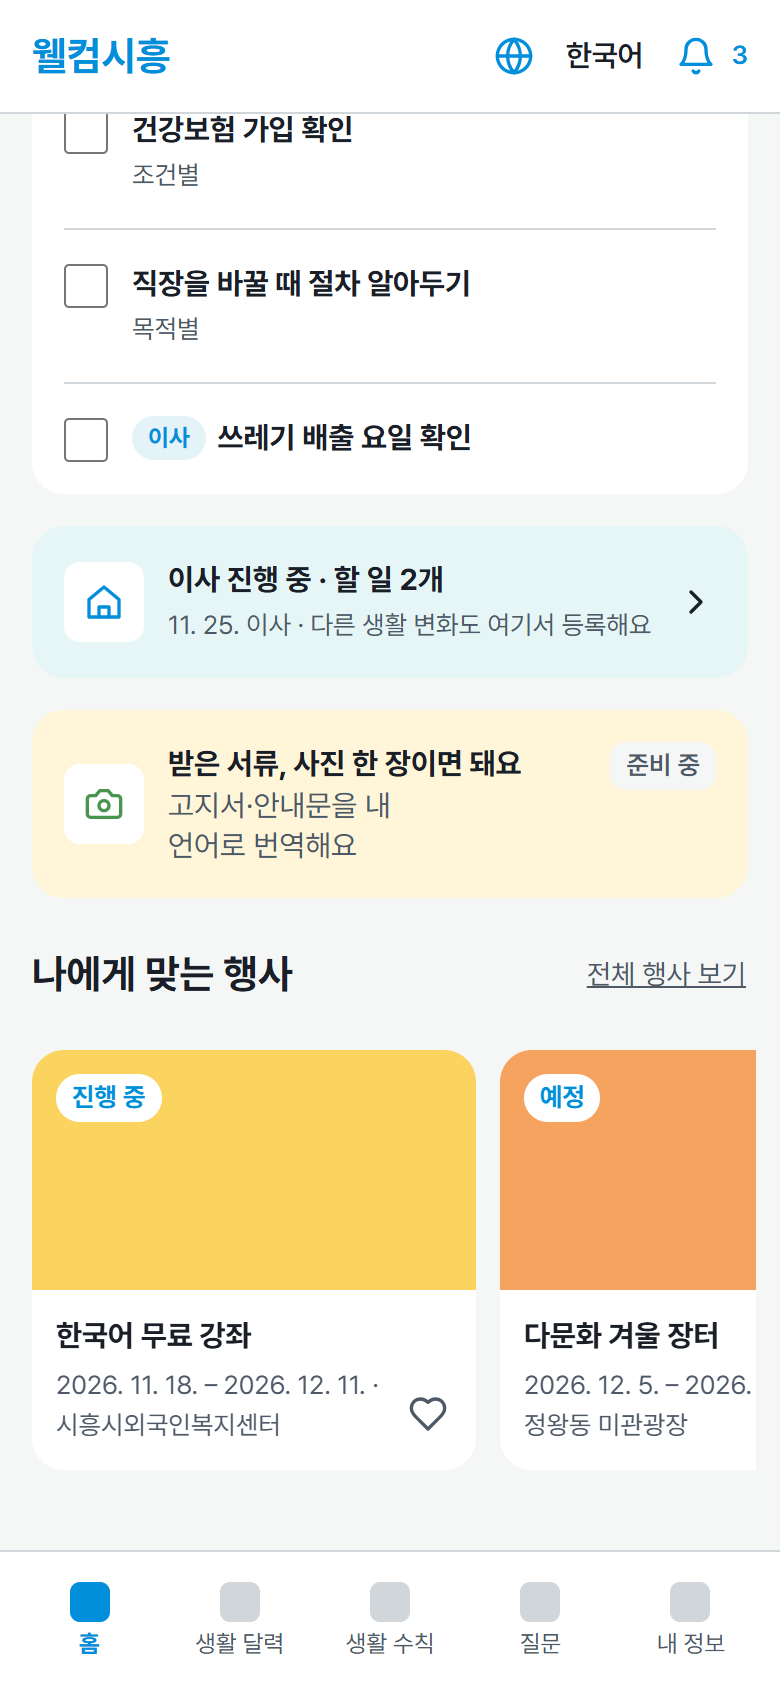 웰컴시흥
한국어
3
건강보험 가입 확인
조건별
직장을 바꿀 때 절차 알아두기
목적별
이사 쓰레기 배출 요일 확인
이사 진행 중 · 할 일 2개
11. 25. 이사 · 다른 생활 변화도 여기서 등록해요
받은 서류, 사진 한 장이면 돼요
준비 중
고지서·안내문을 내
언어로 번역해요
나에게 맞는 행사
전체 행사 보기
진행 중
한국어 무료 강좌
2026. 11. 18. – 2026. 12. 11. ·
시흥시외국인복지센터
예정
다문화 겨울 장터
2026. 12. 5. – 2026.
정왕동 미관광장
홈
생활 달력
생활 수칙
질문
내 정보